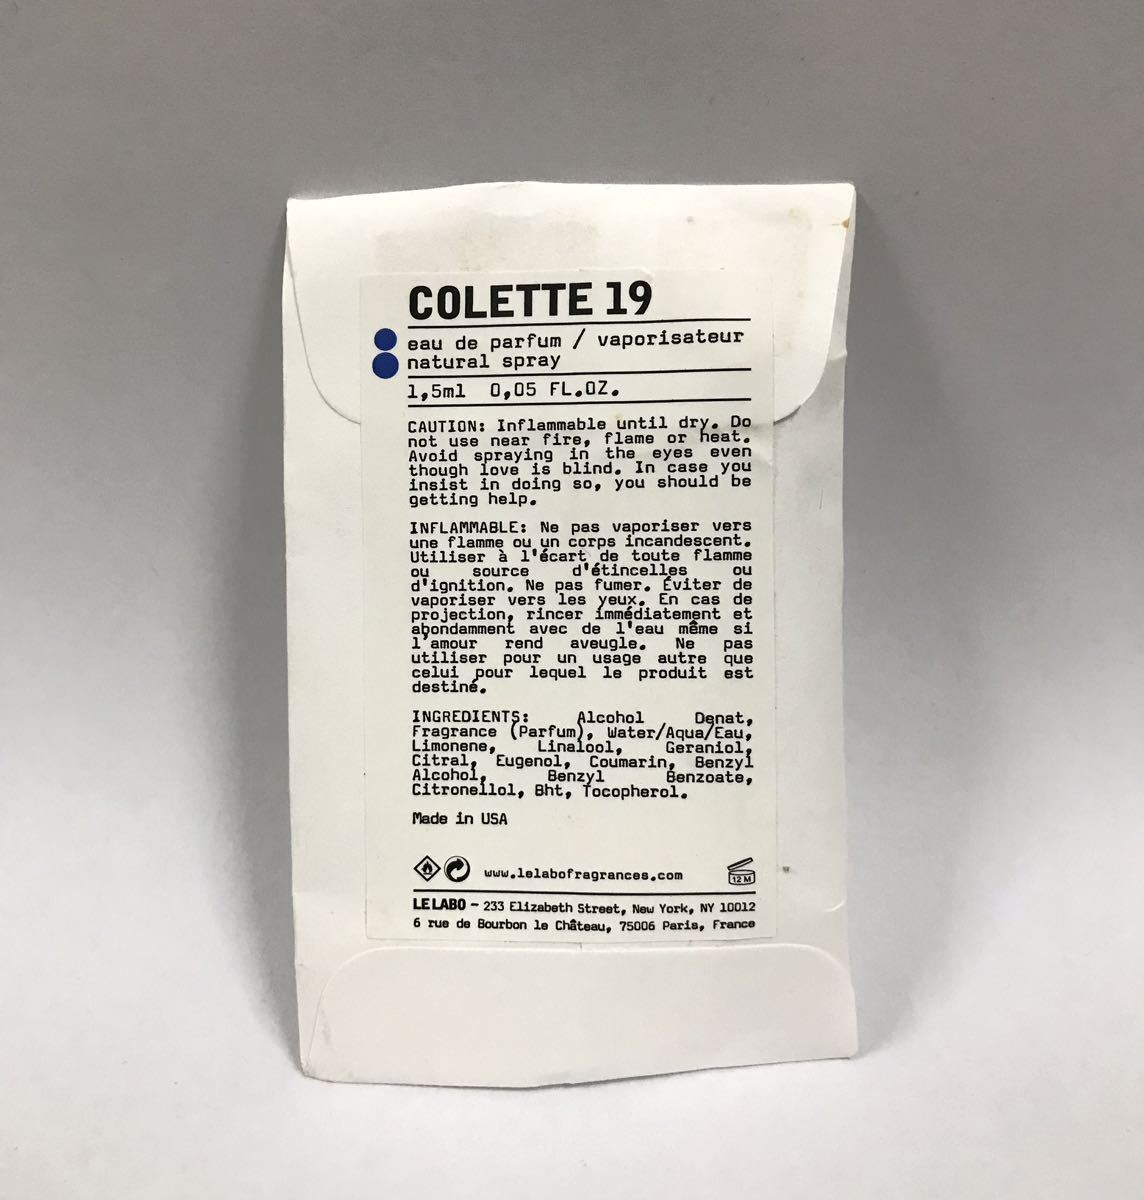 COLETTE 19
eau de parfum / vaporisateur
natural spray
1,5ml 0,05 FL.OZ.
CAUTION: Inflammable until dry. Do
not use near fire, flame or heat.
Avoid spraying in the eyes even
though love is blind. In case you
insist in doing so, you should be
getting help.
INFLAMMABLE: Ne pas vaporiser vers
une flamme ou un corps incandescent.
Utiliser à l'écart de toute flamme
ou source d'étincelles ou
d'ignition. Ne pas fumer. Éviter de
vaporiser vers les yeux. En cas de
projection, rincer immédiatement et
abondamment avec de l'eau même si
l'amour rend aveugle. Ne pas
utiliser pour un usage autre que
celui pour lequel le produit est
destiné.
INGREDIENTS: Alcohol Denat,
Fragrance (Parfum), Water/Aqua/Eau,
Limonene, Linalool, Geraniol,
Citral, Eugenol, Coumarin, Benzyl
Alcohol, Benzyl Benzoate,
Citronellol, Bht, Tocopherol.
Made in USA
www.lelabofragrances.com
12 M
LE LABO - 233 Elizabeth Street, New York, NY 10012
6 rue de Bourbon le Château, 75006 Paris, France